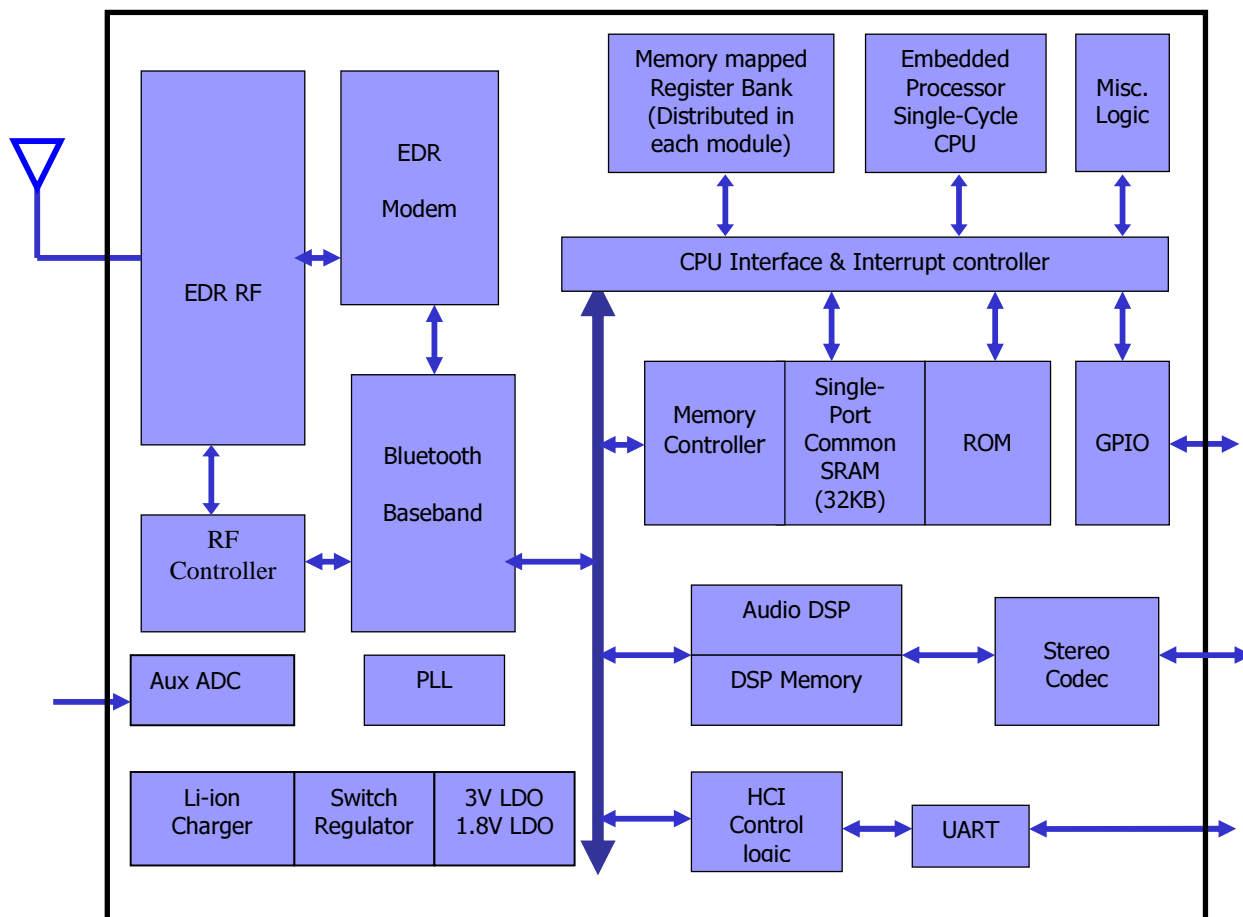 Memory mapped
Register Bank
(Distributed in
each module)
Embedded
Processor
Single-Cycle
CPU
Misc.
Logic
EDR
Modem
EDR RF
CPU Interface & Interrupt controller
Bluetooth
Baseband
Memory
Controller
Single-
Port
Common
SRAM
(32KB)
ROM
GPIO
RF
Controller
Audio DSP
DSP Memory
Stereo
Codec
Aux ADC
PLL
Li-ion
Charger
Switch
Regulator
3V LDO
1.8V LDO
HCI
Control
logic
UART